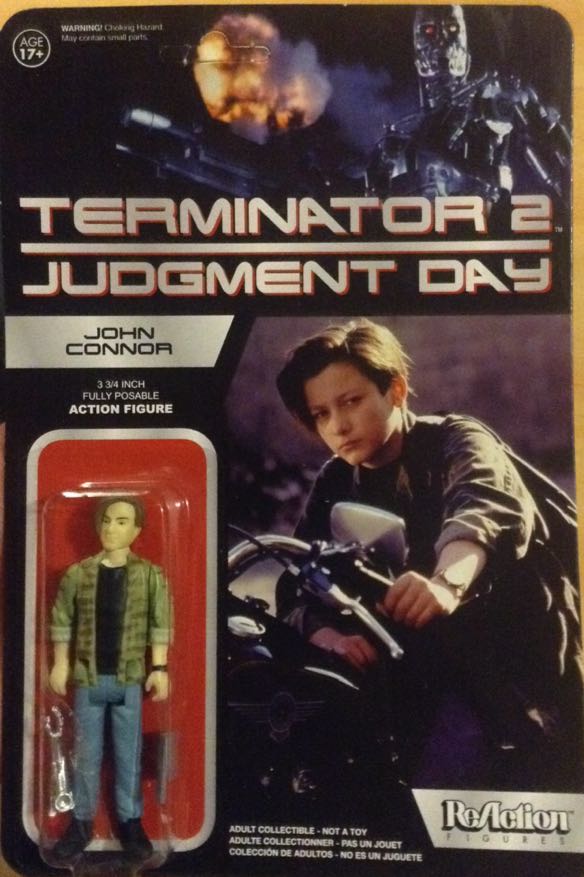 AGE
17+
WARNING! Choking Hazard
May contain small parts.
TERMINATOR 2™
JUDGMENT DAY
JOHN
CONNOR
3 3/4 INCH
FULLY POSABLE
ACTION FIGURE
ADULT COLLECTIBLE - NOT A TOY
ADULTE COLLECTIONNER - PAS UN JOUET
COLECCIÓN DE ADULTOS - NO ES UN JUGUETE
ReAction
FIGURES